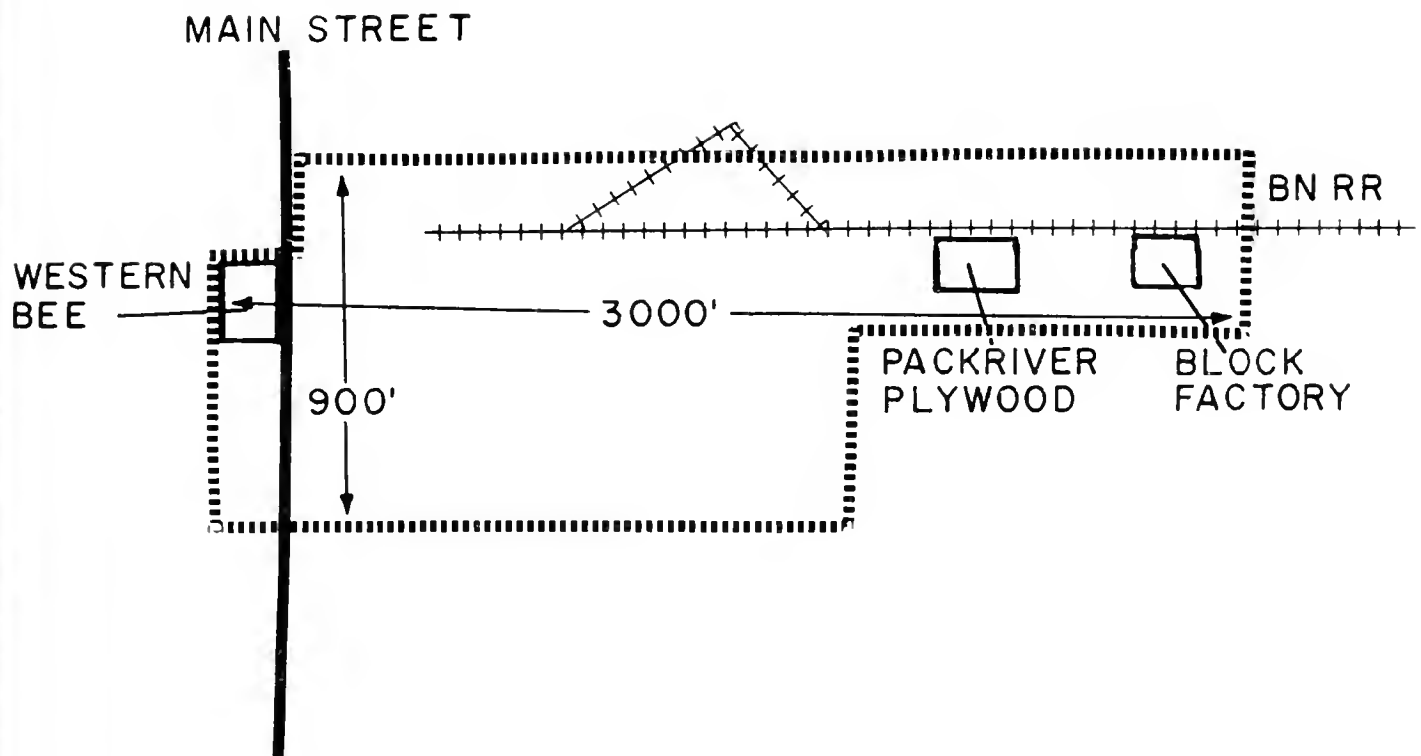 MAIN STREET
BN RR
WESTERN
BEE
3000'
PACKRIVER
PLYWOOD
BLOCK
FACTORY
900'